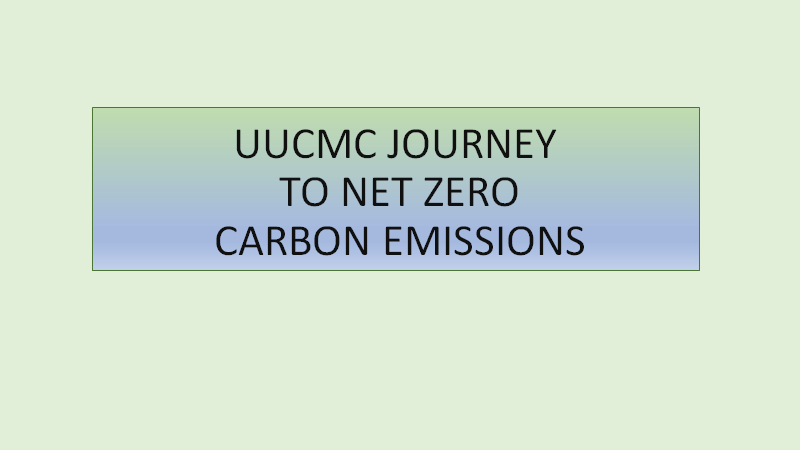 UUCMC JOURNEY
TO NET ZERO
CARBON EMISSIONS